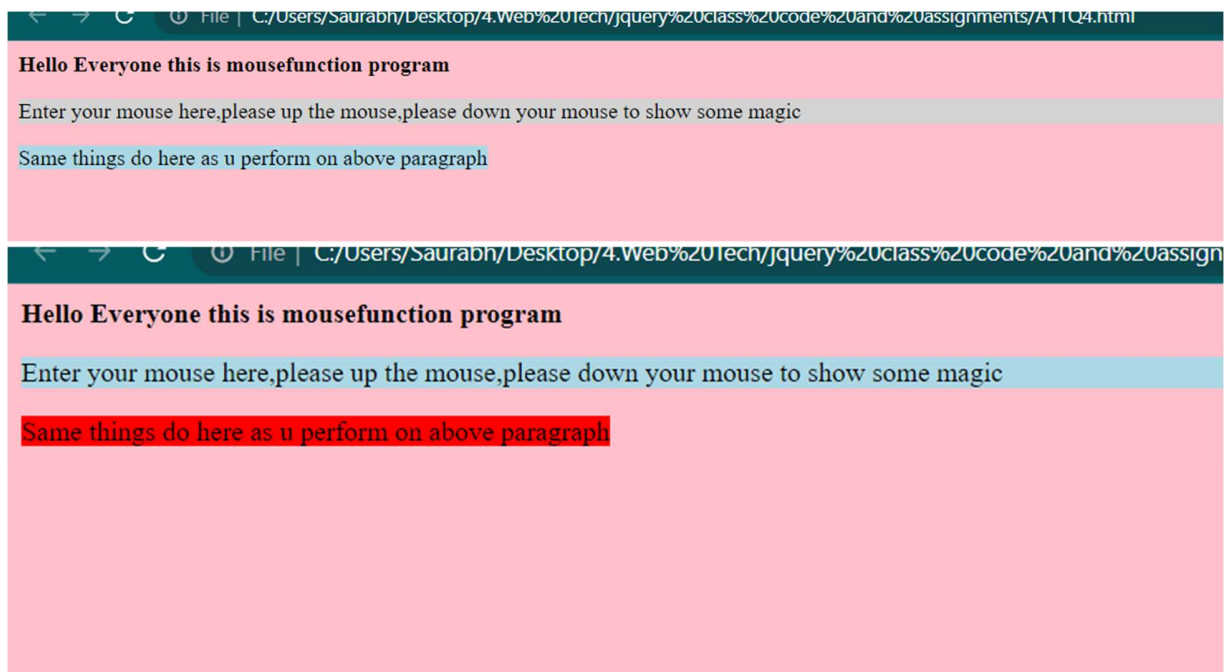 File | C:/Users/Saurabh/Desktop/4.Web%20Tech/jquery%20class%20code%20and%20assignments/A11Q4.html
Hello Everyone this is mousefunction program
Enter your mouse here,please up the mouse,please down your mouse to show some magic
Same things do here as u perform on above paragraph
File | C:/Users/Saurabh/Desktop/4.Web%20Tech/jquery%20class%20code%20and%20assign
Hello Everyone this is mousefunction program
Enter your mouse here,please up the mouse,please down your mouse to show some magic
Same things do here as u perform on above paragraph